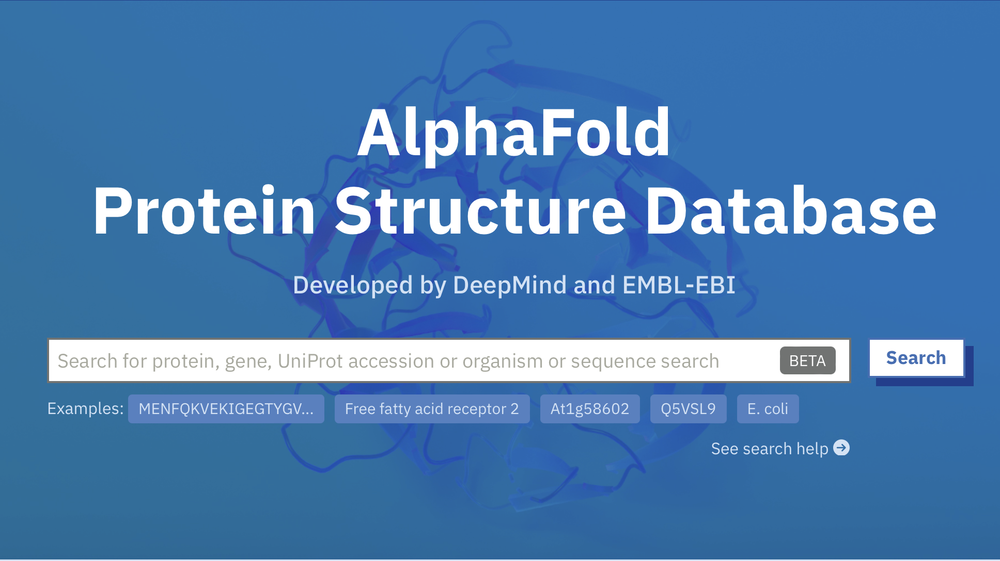 AlphaFold
Protein Structure Database
Developed by DeepMind and EMBL-EBI
Search for protein, gene, UniProt accession or organism or sequence search BETA Search
Examples: MENFQKVEKIGEGTYGV... Free fatty acid receptor 2 At1g58602 Q5VSL9 E. coli
See search help